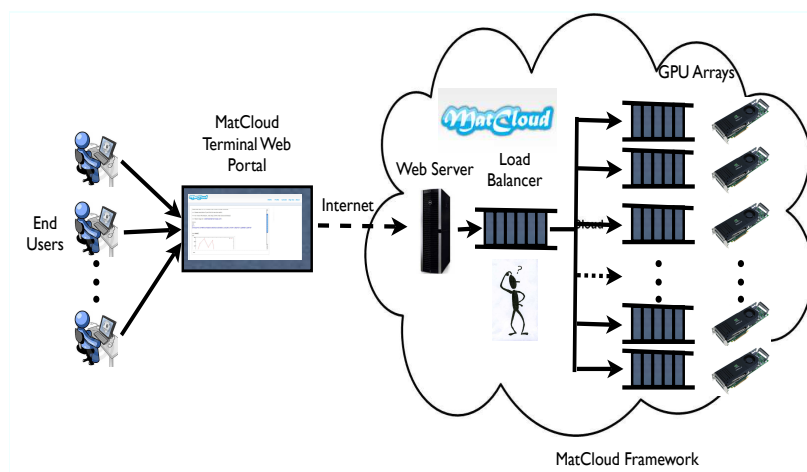 GPU Arrays
MatCloud
Terminal Web
Portal
MatCloud
Web Server
Load
Balancer
End
Users
Internet
?
MatCloud Framework